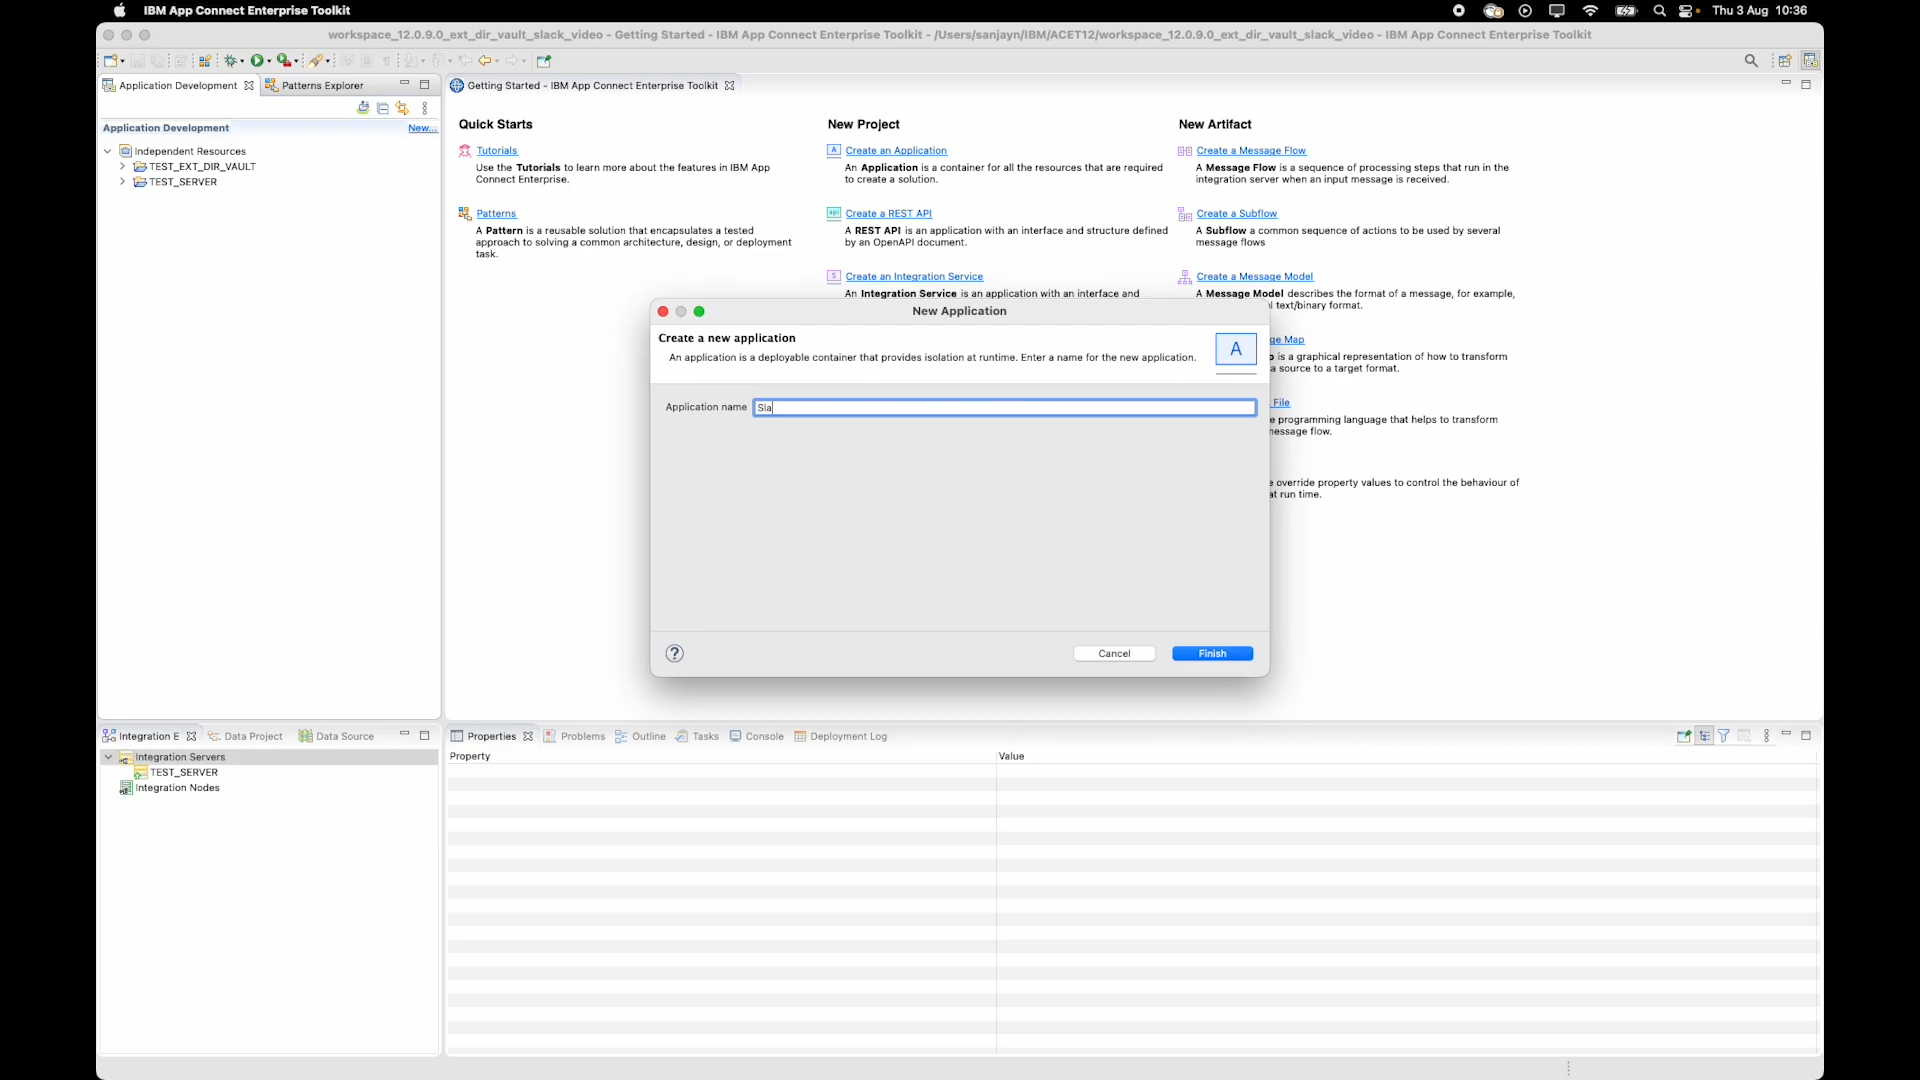 IBM App Connect Enterprise Toolkit
Thu 3 Aug 10:36
workspace_12.0.9.0_ext_dir_vault_slack_video - Getting Started - IBM App Connect Enterprise Toolkit - /Users/sanjayn/IBM/ACET12/workspace_12.0.9.0_ext_dir_vault_slack_video - IBM App Connect Enterprise Toolkit
Application Development
Patterns Explorer
Getting Started - IBM App Connect Enterprise Toolkit
Application Development
New...
Independent Resources
TEST_EXT_DIR_VAULT
TEST_SERVER
Quick Starts
Tutorials
Use the Tutorials to learn more about the features in IBM App
Connect Enterprise.
Patterns
A Pattern is a reusable solution that encapsulates a tested
approach to solving a common architecture, design, or deployment
task.
New Project
A
Create an Application
An Application is a container for all the resources that are required
to create a solution.
api
Create a REST API
A REST API is an application with an interface and structure defined
by an OpenAPI document.
S
Create an Integration Service
An Integration Service is an application with an interface and
New Artifact
Create a Message Flow
A Message Flow is a sequence of processing steps that run in the
integration server when an input message is received.
Create a Subflow
A Subflow a common sequence of actions to be used by several
message flows
Create a Message Model
A Message Model describes the format of a message, for example,
l text/binary format.
ge Map
is a graphical representation of how to transform
a source to a target format.
File
e programming language that helps to transform
essage flow.
e override property values to control the behaviour of
at run time.
New Application
Create a new application
An application is a deployable container that provides isolation at runtime. Enter a name for the new application.
A
Application name
Sla
?
Cancel
Finish
Integration E
Data Project
Data Source
Integration Servers
TEST_SERVER
Integration Nodes
Properties
Problems
Outline
Tasks
Console
Deployment Log
Property
Value